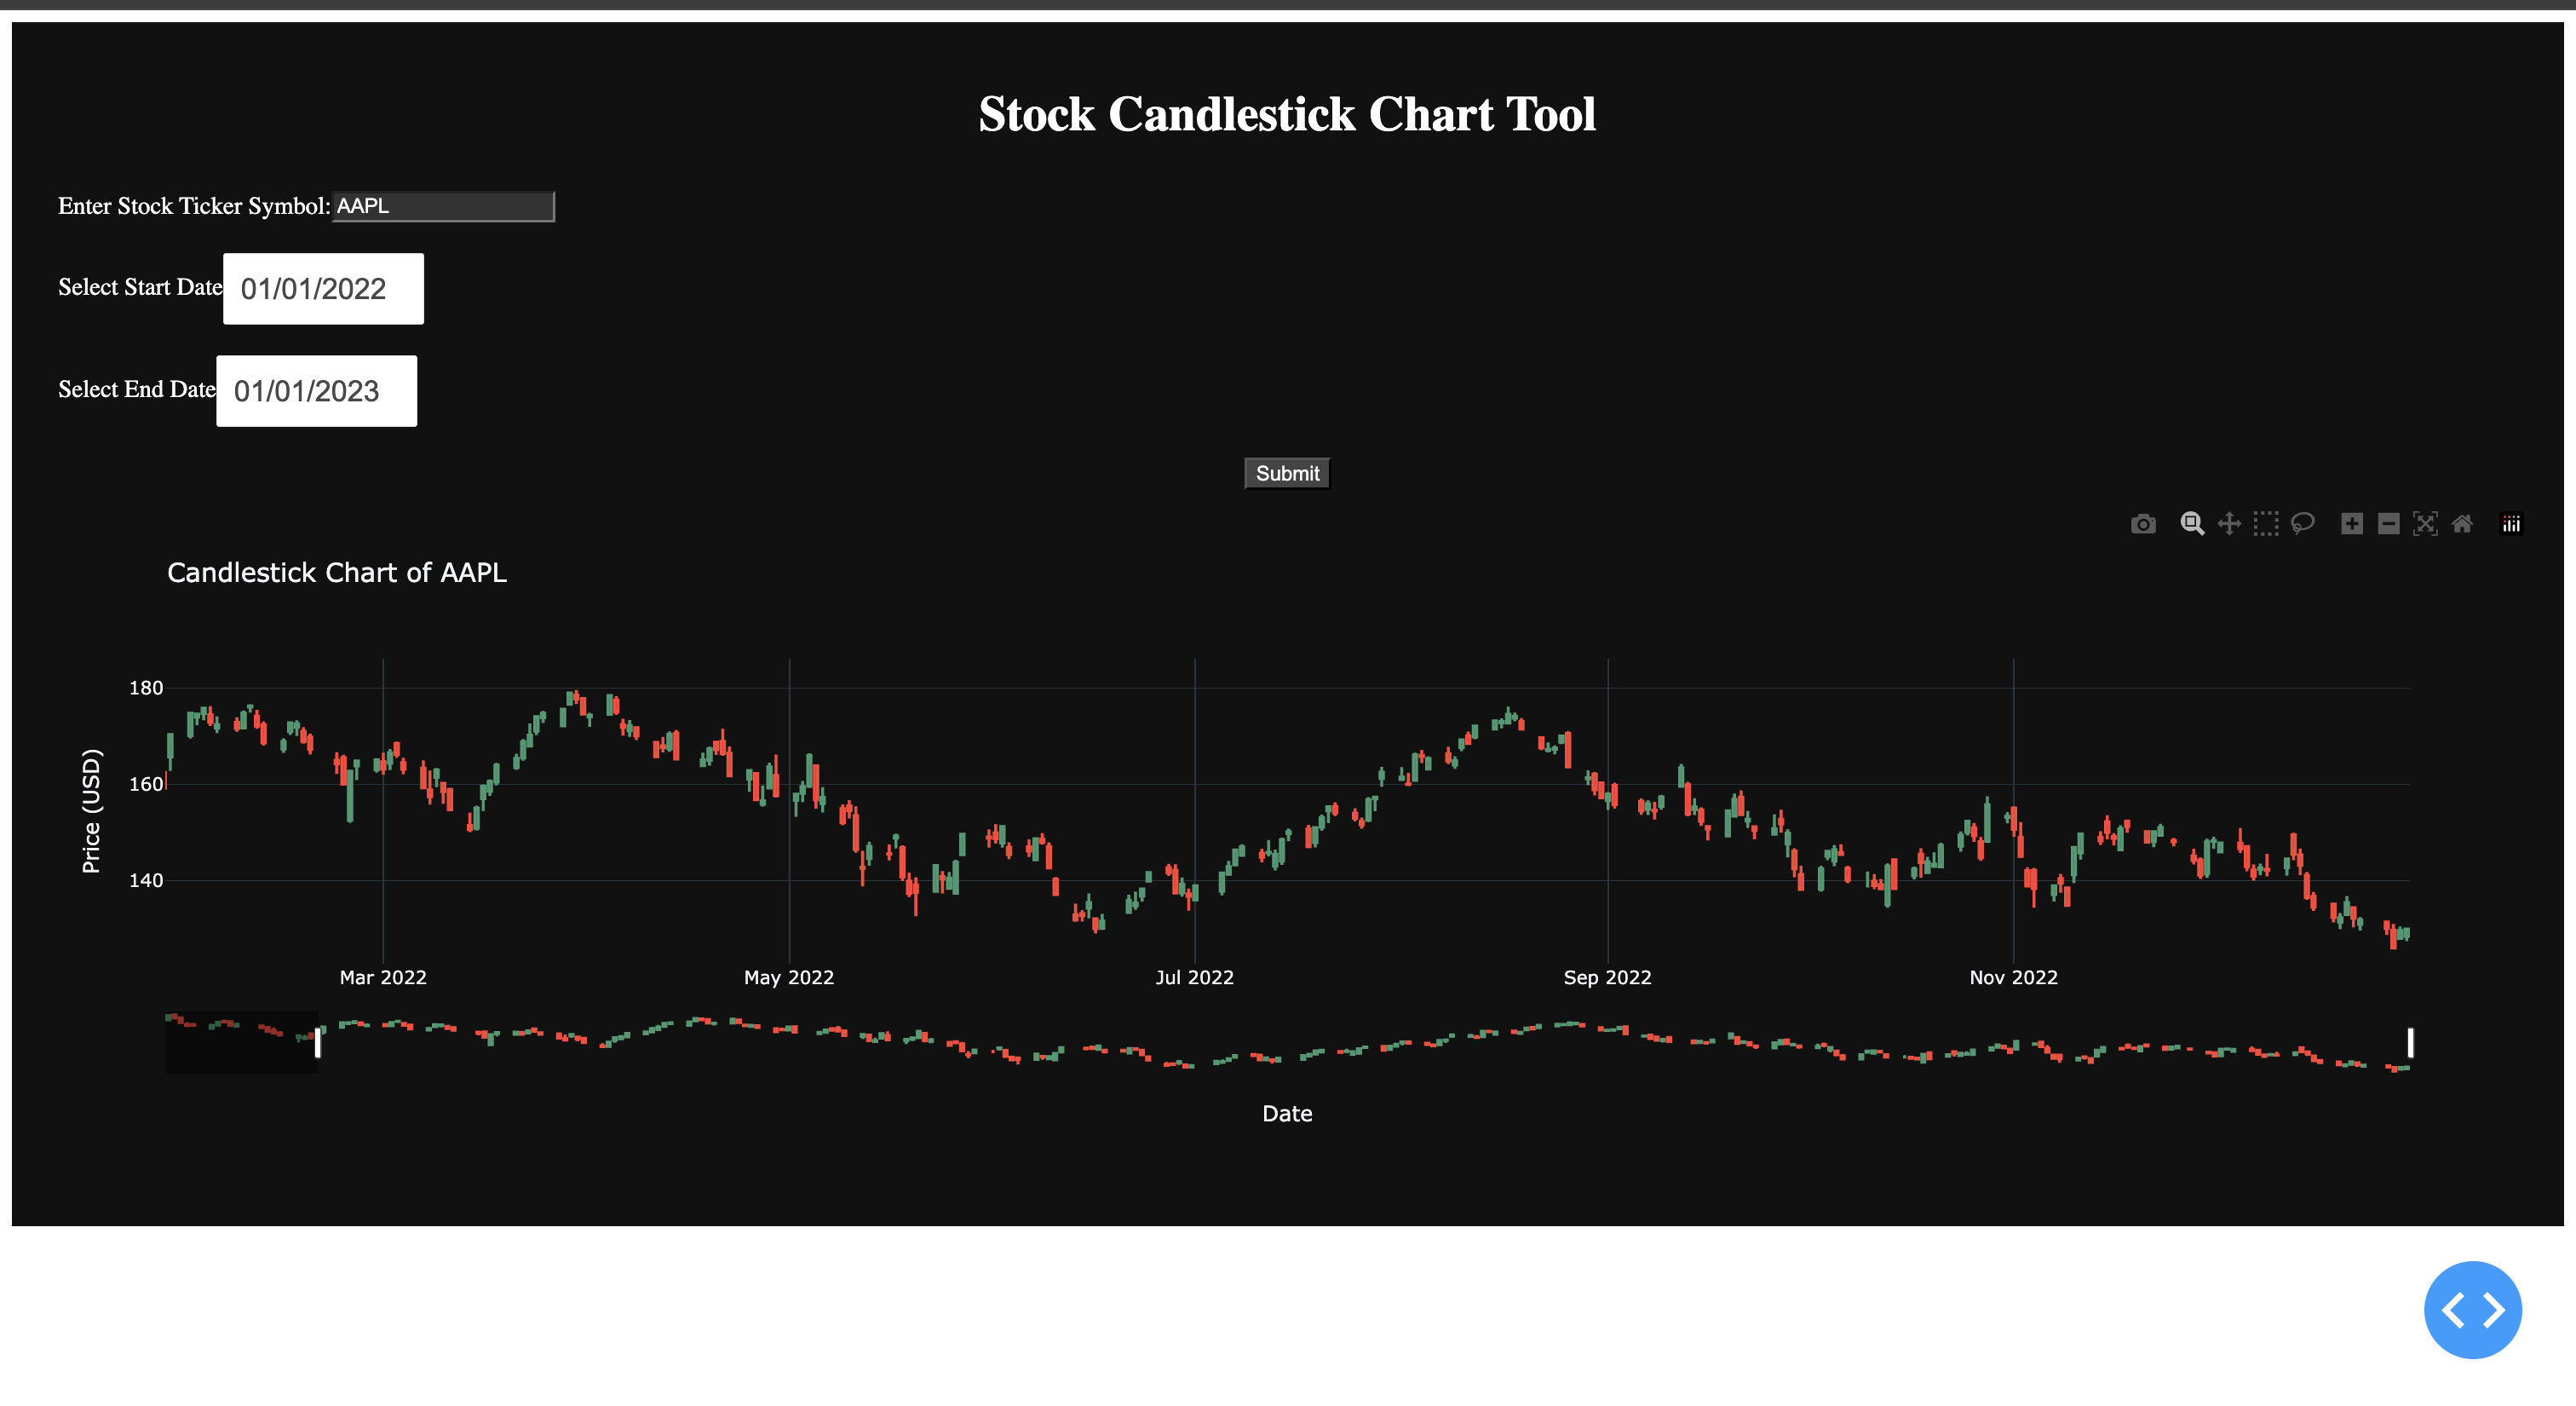 Stock Candlestick Chart Tool
Enter Stock Ticker Symbol: AAPL
Select Start Date 01/01/2022
Select End Date 01/01/2023
Submit
Candlestick Chart of AAPL
180
160
140
Price (USD)
Mar 2022 May 2022 Jul 2022 Sep 2022 Nov 2022
Date